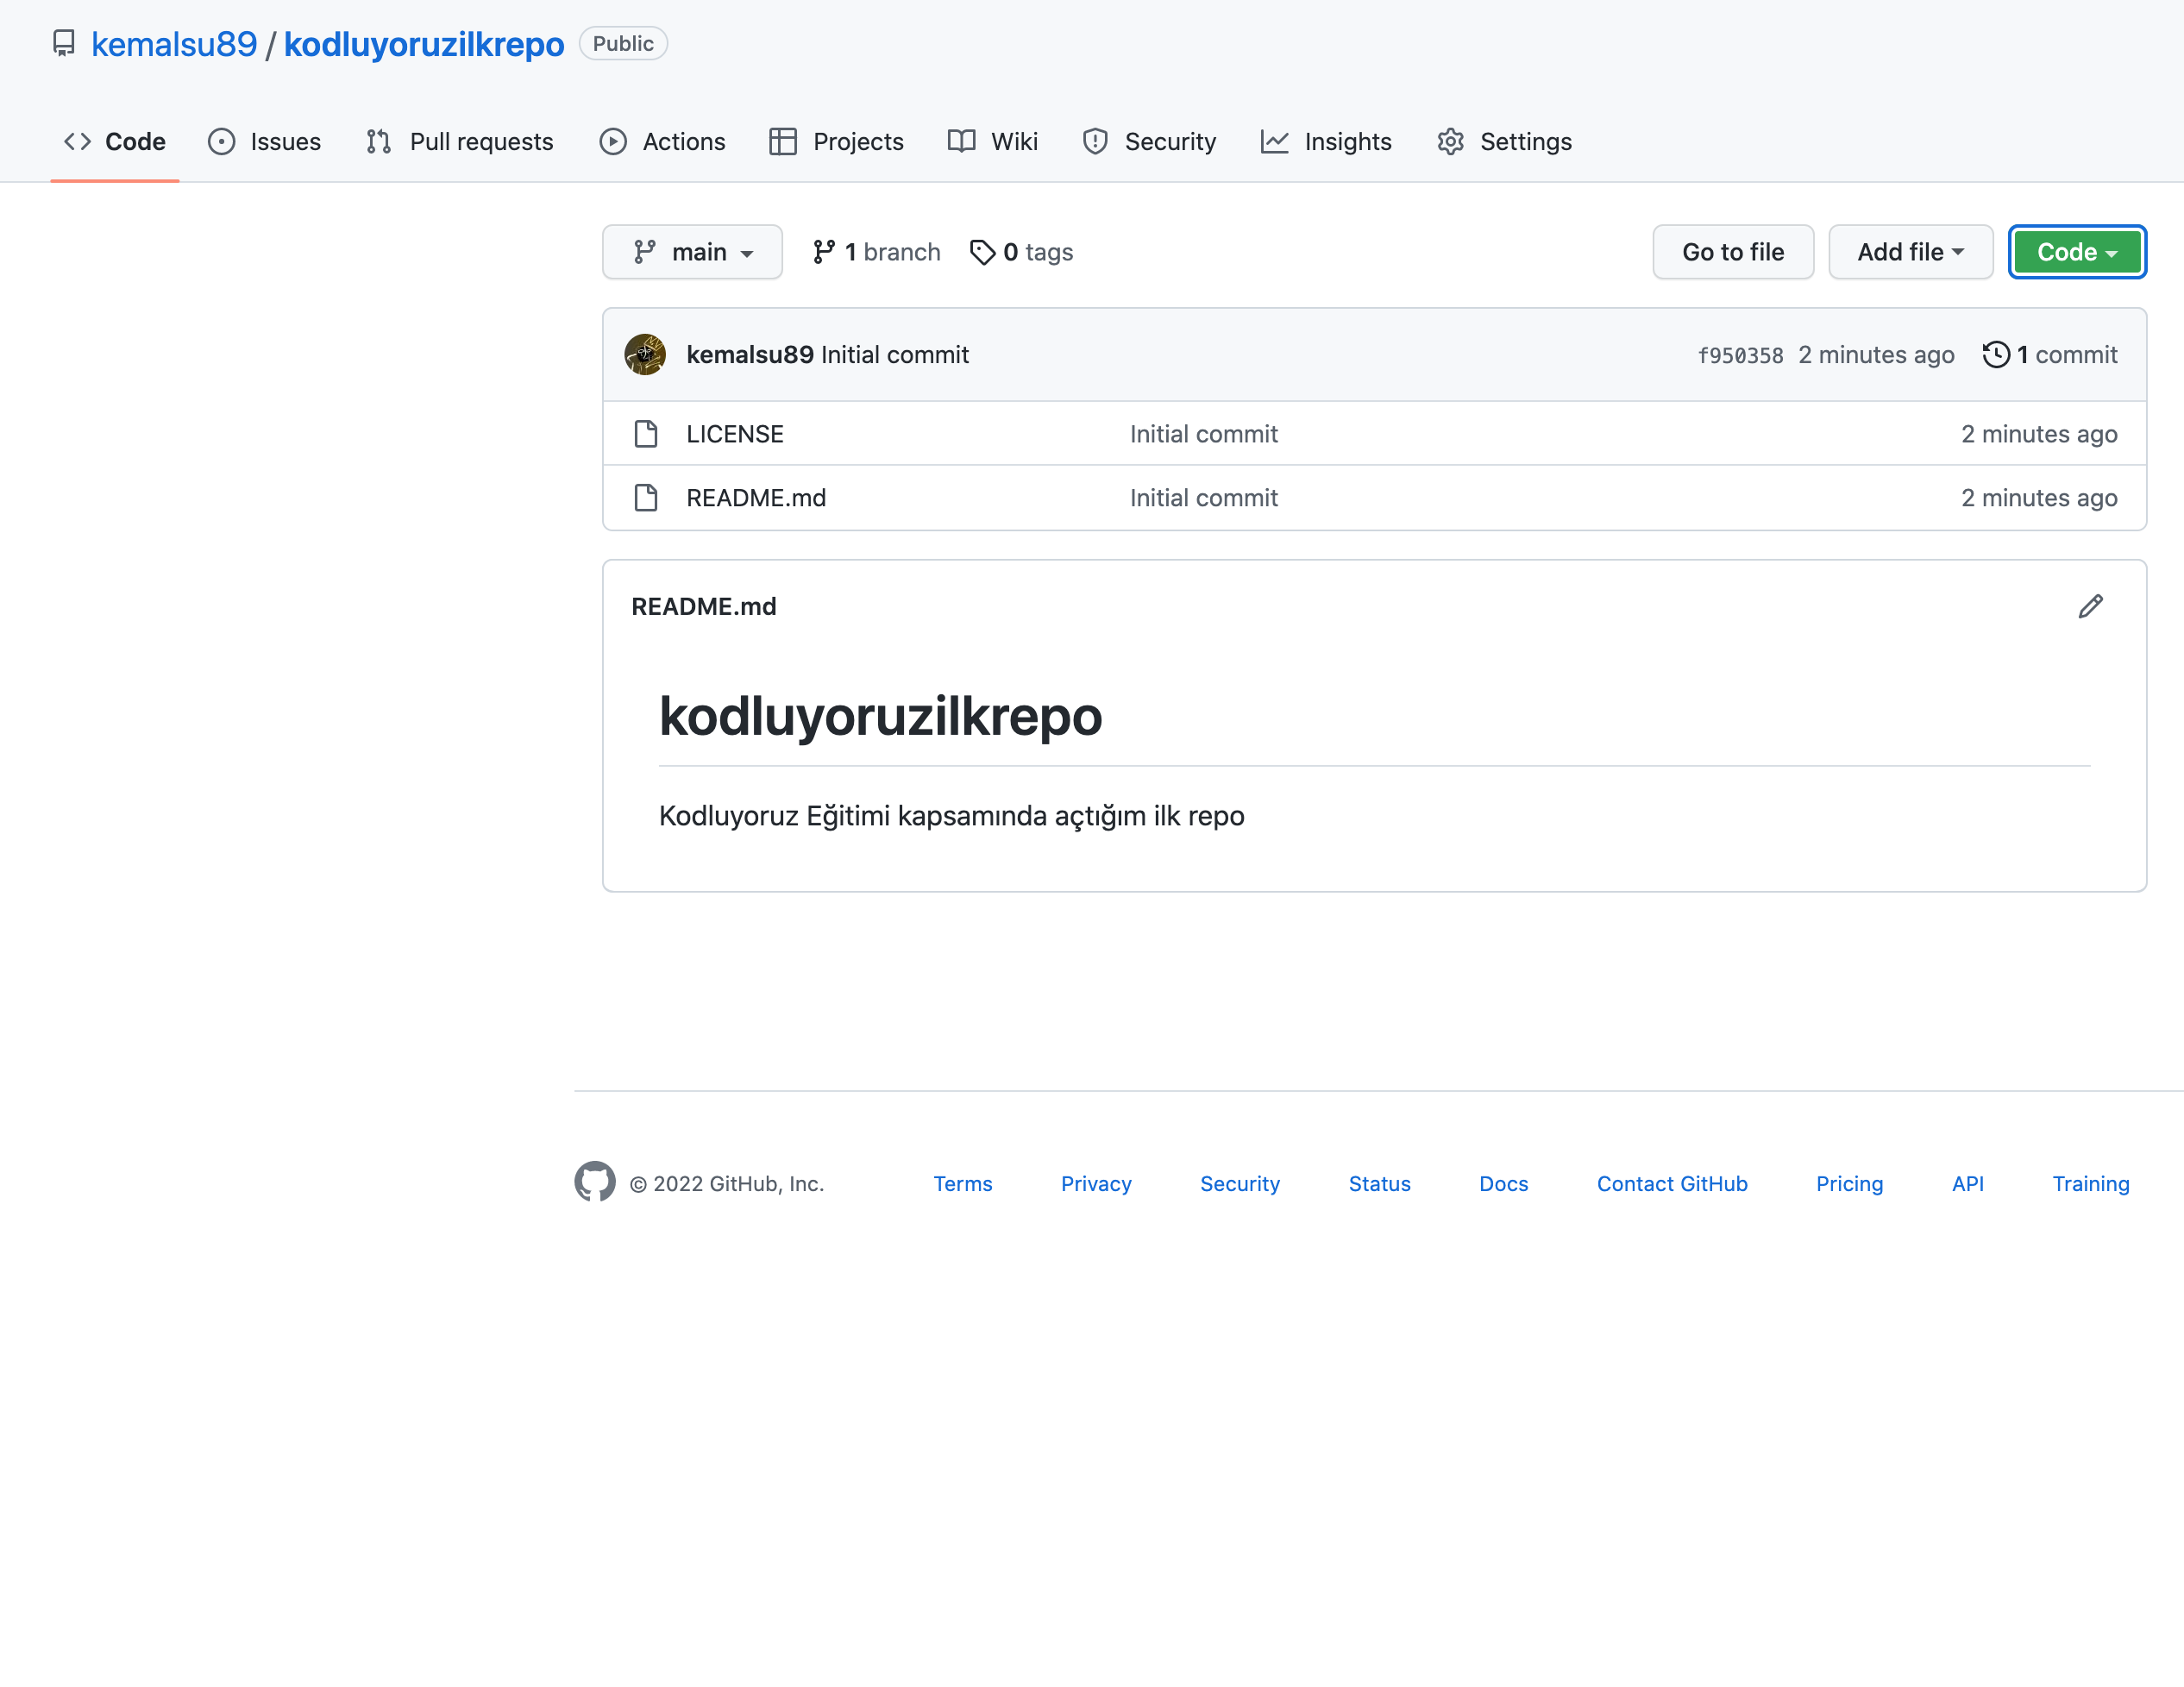 kemalsu89 / kodluyoruzilkrepo Public
Code Issues Pull requests Actions Projects Wiki Security Insights Settings
main 1 branch 0 tags Go to file Add file Code
kemalsu89 Initial commit f950358 2 minutes ago 1 commit
LICENSE Initial commit 2 minutes ago
README.md Initial commit 2 minutes ago
README.md
kodluyoruzilkrepo
Kodluyoruz Eğitimi kapsamında açtığım ilk repo
© 2022 GitHub, Inc. Terms Privacy Security Status Docs Contact GitHub Pricing API Training